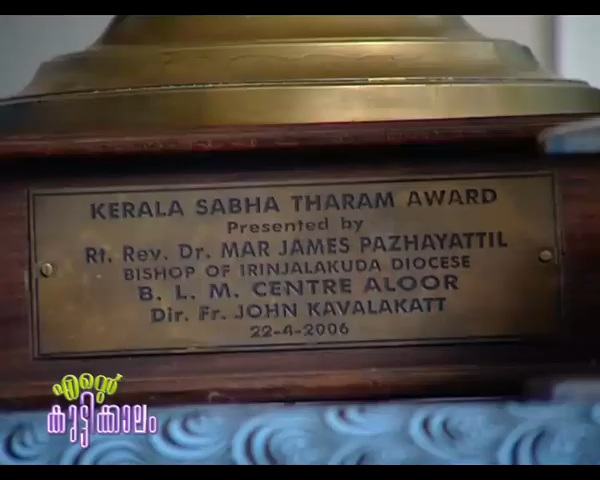 KERALA SABHA THARAM AWARD
Presented by
Rt. Rev. Dr. MAR JAMES PAZHAYATTIL
BISHOP OF IRINJALAKUDA DIOCESE
B. L. M. CENTRE ALOOR
Dir. Fr. JOHN KAVALAKATT
22-4-2006
എന്റെ
കുട്ടിക്കാലം